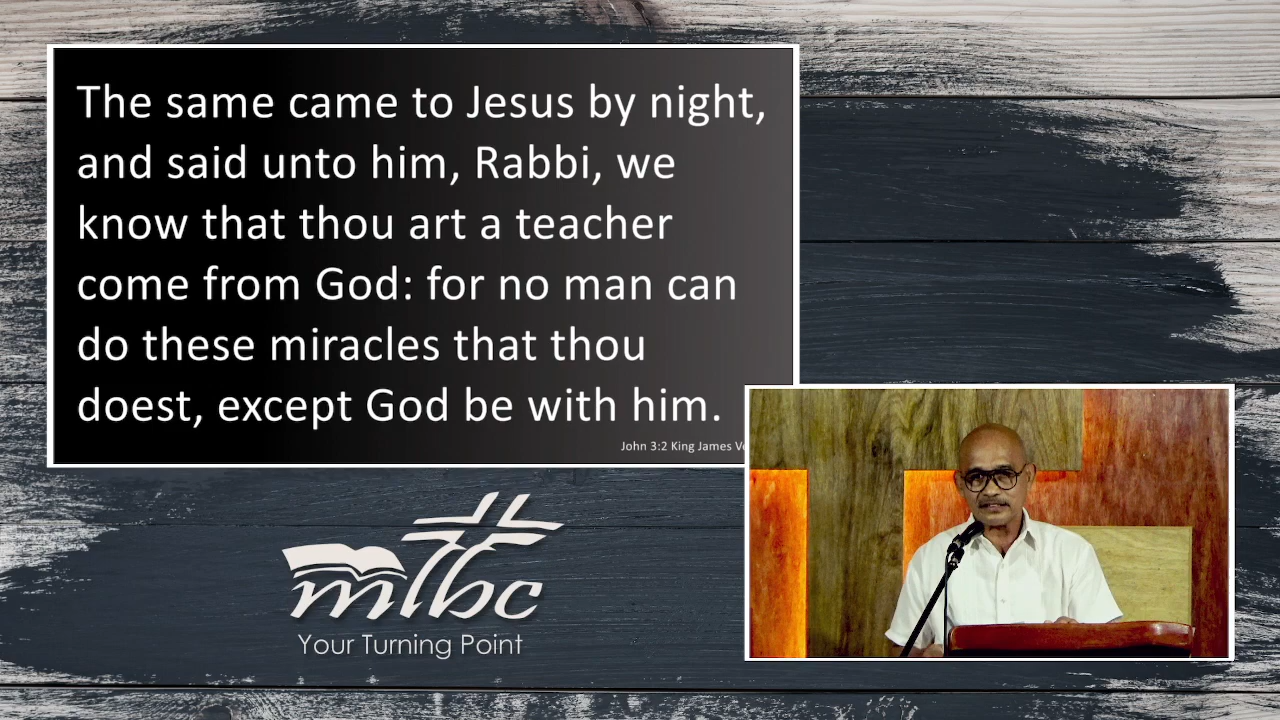 The same came to Jesus by night,
and said unto him, Rabbi, we
know that thou art a teacher
come from God: for no man can
do these miracles that thou
doest, except God be with him.
John 3:2 King James
mlbc
Your Turning Point